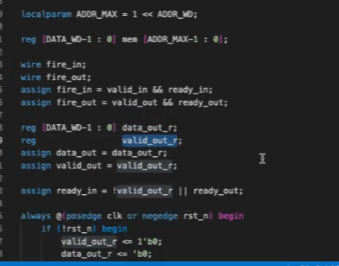 localparam ADDR_MAX = 1 << ADDR_WD;
reg [DATA_WD-1 : 0] mem [ADDR_MAX-1 : 0];
wire fire_in;
wire fire_out;
assign fire_in = valid_in && ready_in;
assign fire_out = valid_out && ready_out;
reg [DATA_WD-1 : 0] data_out_r;
reg valid_out_r;
assign data_out = data_out_r;
assign valid_out = valid_out_r;
assign ready_in = !valid_out_r || ready_out;
always @(posedge clk or negedge rst_n) begin
if (!rst_n) begin
valid_out_r <= 1'b0;
data_out_r <= 'b0;